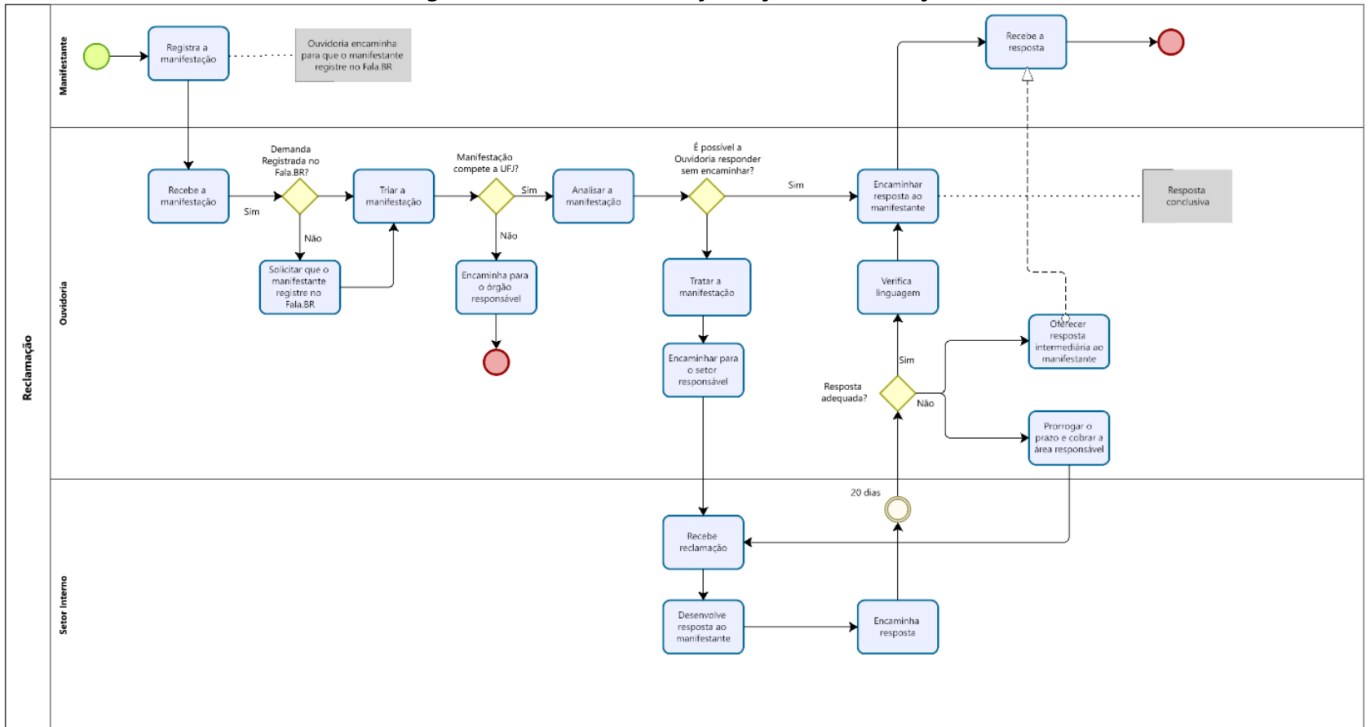 Reclamação
Manifestante
Registra a
manifestação
Ouvidoria encaminha
para que o manifestante
registre no Fala.BR
Recebe a
resposta
Ouvidoria
Recebe a
manifestação
Sim
Demanda
Registrada no
Fala.BR?
Não
Solicitar que o
manifestante
registre no
Fala.BR
Triar a
manifestação
Manifestação
compete a UFJ?
Sim
Não
Encaminha para
o órgão
responsável
Analisar a
manifestação
É possível a
Ouvidoria responder
sem encaminhar?
Sim
Tratar a
manifestação
Encaminhar para
o setor
responsável
Encaminhar
resposta ao
manifestante
Resposta
conclusiva
Verifica
linguagem
Sim
Resposta
adequada?
Não
Oferecer
resposta
intermediária ao
manifestante
Prorrogar o
prazo e cobrar a
área responsável
Setor Interno
20 dias
Recebe
reclamação
Desenvolve
resposta ao
manifestante
Encaminha
resposta